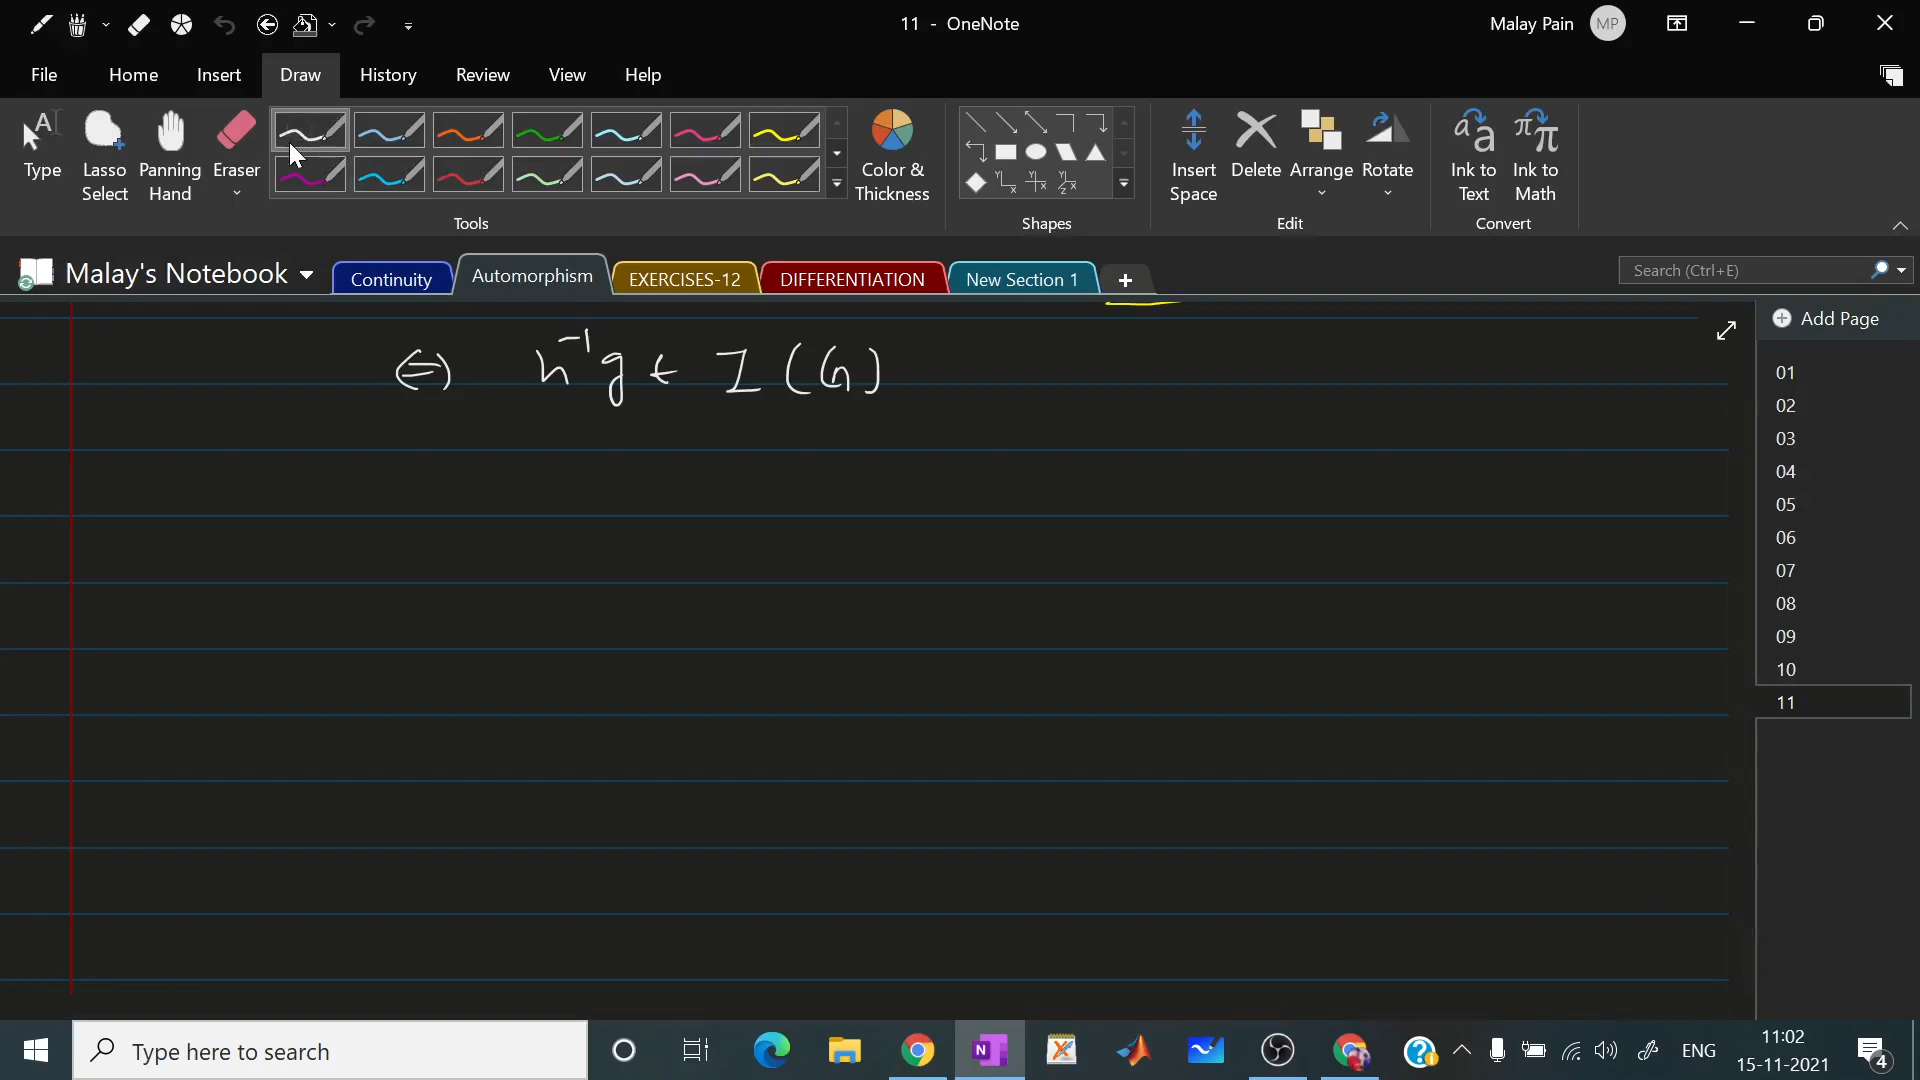 11 - OneNote
Malay Pain MP
File Home Insert Draw History Review View Help
Type
Lasso Select
Panning Hand
Eraser
Color & Thickness
Insert Space
Delete
Arrange
Rotate
Ink to Text
Ink to Math
Tools
Shapes
Edit
Convert
Malay's Notebook
Continuity
Automorphism
EXERCISES-12
DIFFERENTIATION
New Section 1
+
Search (Ctrl+E)
Add Page
01
02
03
04
05
06
07
08
09
10
11
⇔ h⁻¹g ∈ Z(G)
Type here to search
ENG
11:02
15-11-2021
4